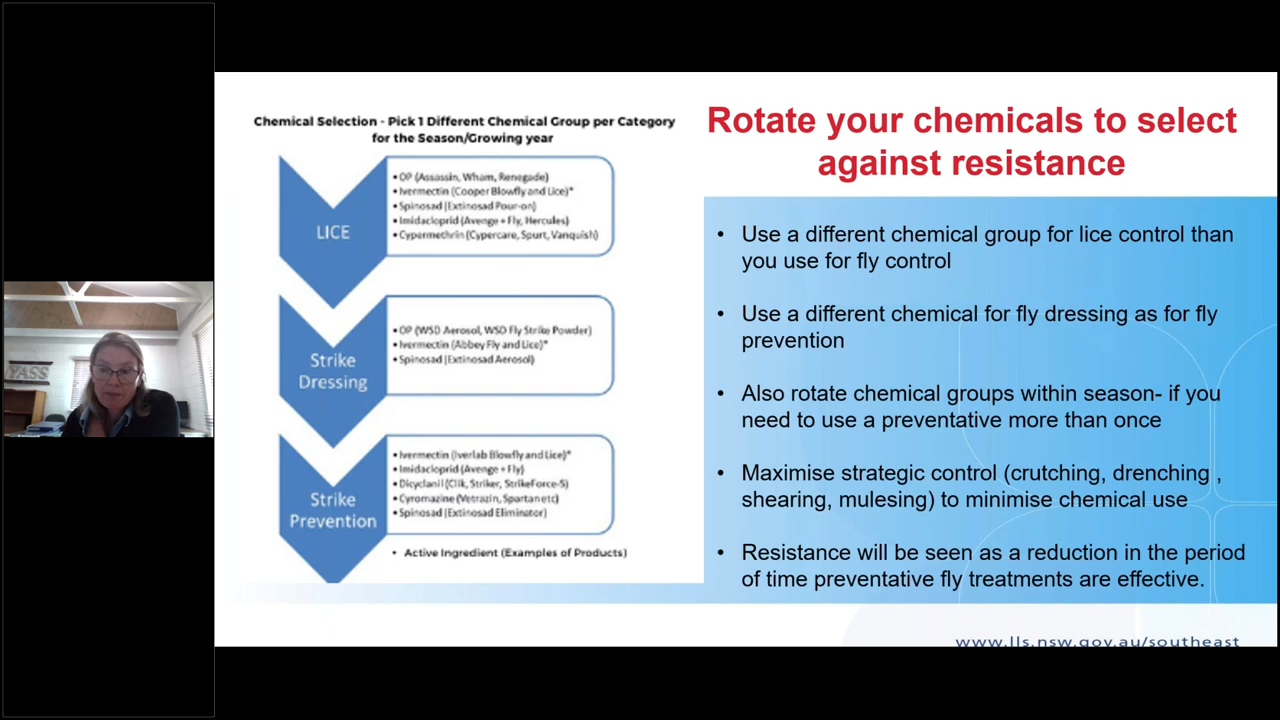 Chemical Selection - Pick 1 Different Chemical Group per Category
for the Season/Growing year
LICE
• OP (Assassin, Wham, Renegade)
• Ivermectin (Cooper Blowfly and Lice)*
• Spinosad (Extinosad Pour-on)
• Imidacloprid (Avenge + Fly, Hercules)
• Cypermethrin (Cypercare, Spurt, Vanquish)
Strike
Dressing
• OP (WSD Aerosol, WSD Fly Strike Powder)
• Ivermectin (Abbey Fly and Lice)*
• Spinosad (Extinosad Aerosol)
Strike
Prevention
• Ivermectin (Iverlab Blowfly and Lice)*
• Imidacloprid (Avenge + Fly)
• Dicyclanil (Clik, Striker, StrikeForce-S)
• Cyromazine (Vetrazin, Spartan etc)
• Spinosad (Extinosad Eliminator)
• Active Ingredient (Examples of Products)
Rotate your chemicals to select
against resistance
• Use a different chemical group for lice control than
you use for fly control
• Use a different chemical for fly dressing as for fly
prevention
• Also rotate chemical groups within season- if you
need to use a preventative more than once
• Maximise strategic control (crutching, drenching ,
shearing, mulesing) to minimise chemical use
• Resistance will be seen as a reduction in the period
of time preventative fly treatments are effective.
www.lls.nsw.gov.au/southeast
YASS